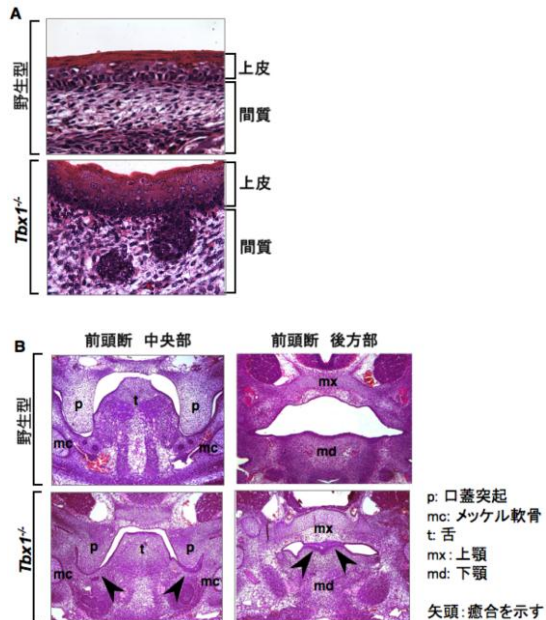 A
野生型
上皮
間質
Tbx1-/-
上皮
間質
B
前頭断 中央部
前頭断 後方部
野生型
p
t
p
mc
mc
mx
md
Tbx1-/-
p
t
p
mc
mc
mx
md
p: 口蓋突起
mc: メッケル軟骨
t: 舌
mx: 上顎
md: 下顎
矢頭: 癒合を示す